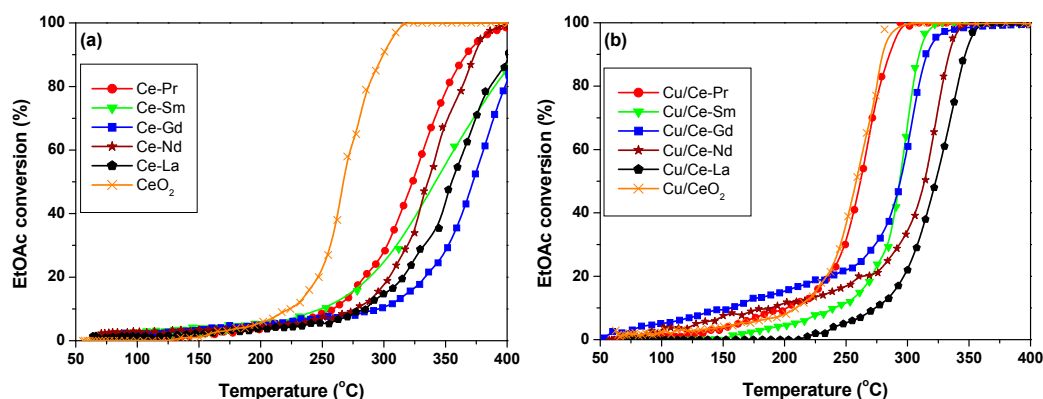 (a)
EtOAc conversion (%)
100
80
60
40
20
0
Ce-Pr
Ce-Sm
Ce-Gd
Ce-Nd
Ce-La
CeO2
50 100 150 200 250 300 350 400
Temperature (oC)
(b)
EtOAc conversion (%)
100
80
60
40
20
0
Cu/Ce-Pr
Cu/Ce-Sm
Cu/Ce-Gd
Cu/Ce-Nd
Cu/Ce-La
Cu/CeO2
50 100 150 200 250 300 350 400
Temperature (oC)